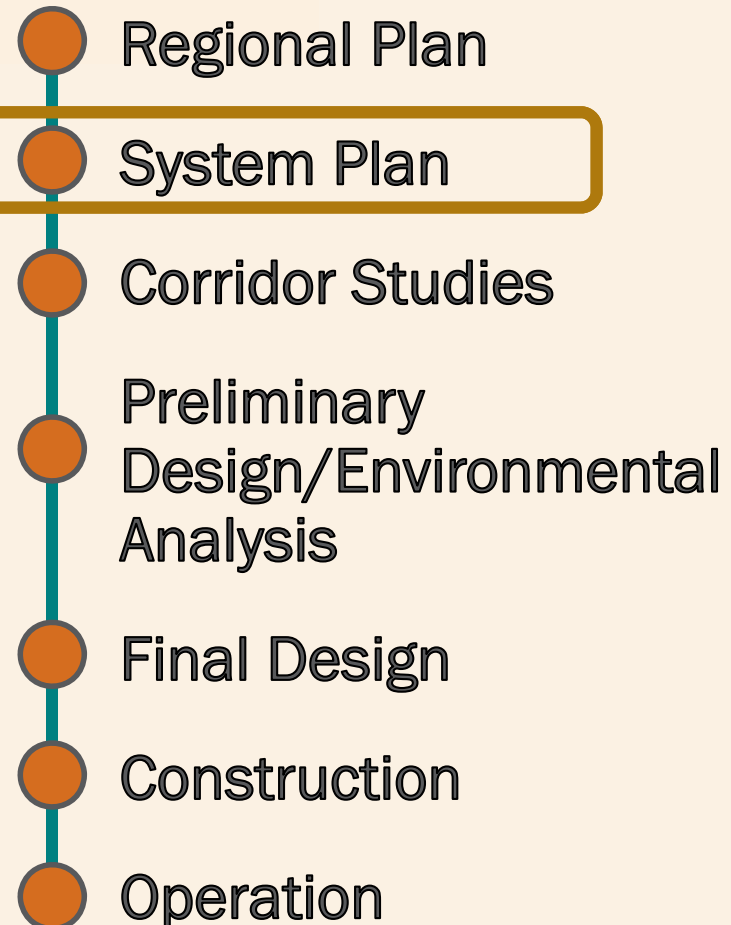 Regional Plan
System Plan
Corridor Studies
Preliminary
Design/Environmental
Analysis
Final Design
Construction
Operation